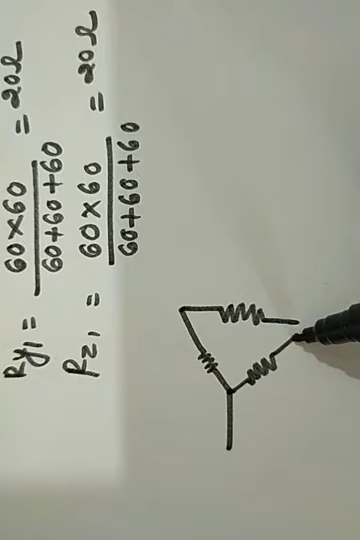 Ry₁ = 60×60 / 60+60+60 = 20Ω
Rz₁ = 60×60 / 60+60+60 = 20Ω